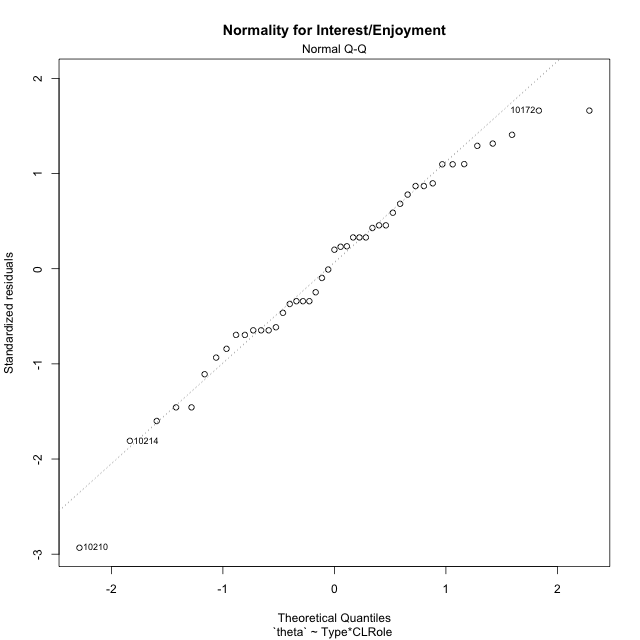 Normality for Interest/Enjoyment
Normal Q-Q
2
1
0
-1
-2
-3
Standardized residuals
10172
10214
10210
-2
-1
0
1
2
Theoretical Quantiles
`theta` ~ Type*CLRole